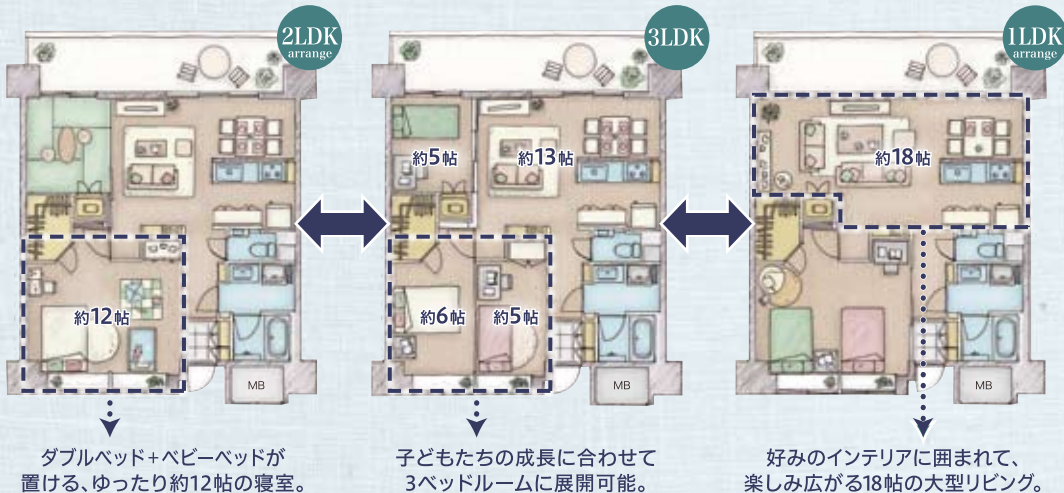 2LDK
arrange
約12帖
MB
ダブルベッド+ベビーベッドが
置ける、ゆったり約12帖の寝室。
3LDK
約5帖
約13帖
約6帖
約5帖
MB
子どもたちの成長に合わせて
3ベッドルームに展開可能。
1LDK
arrange
約18帖
MB
好みのインテリアに囲まれて、
楽しみ広がる18帖の大型リビング。